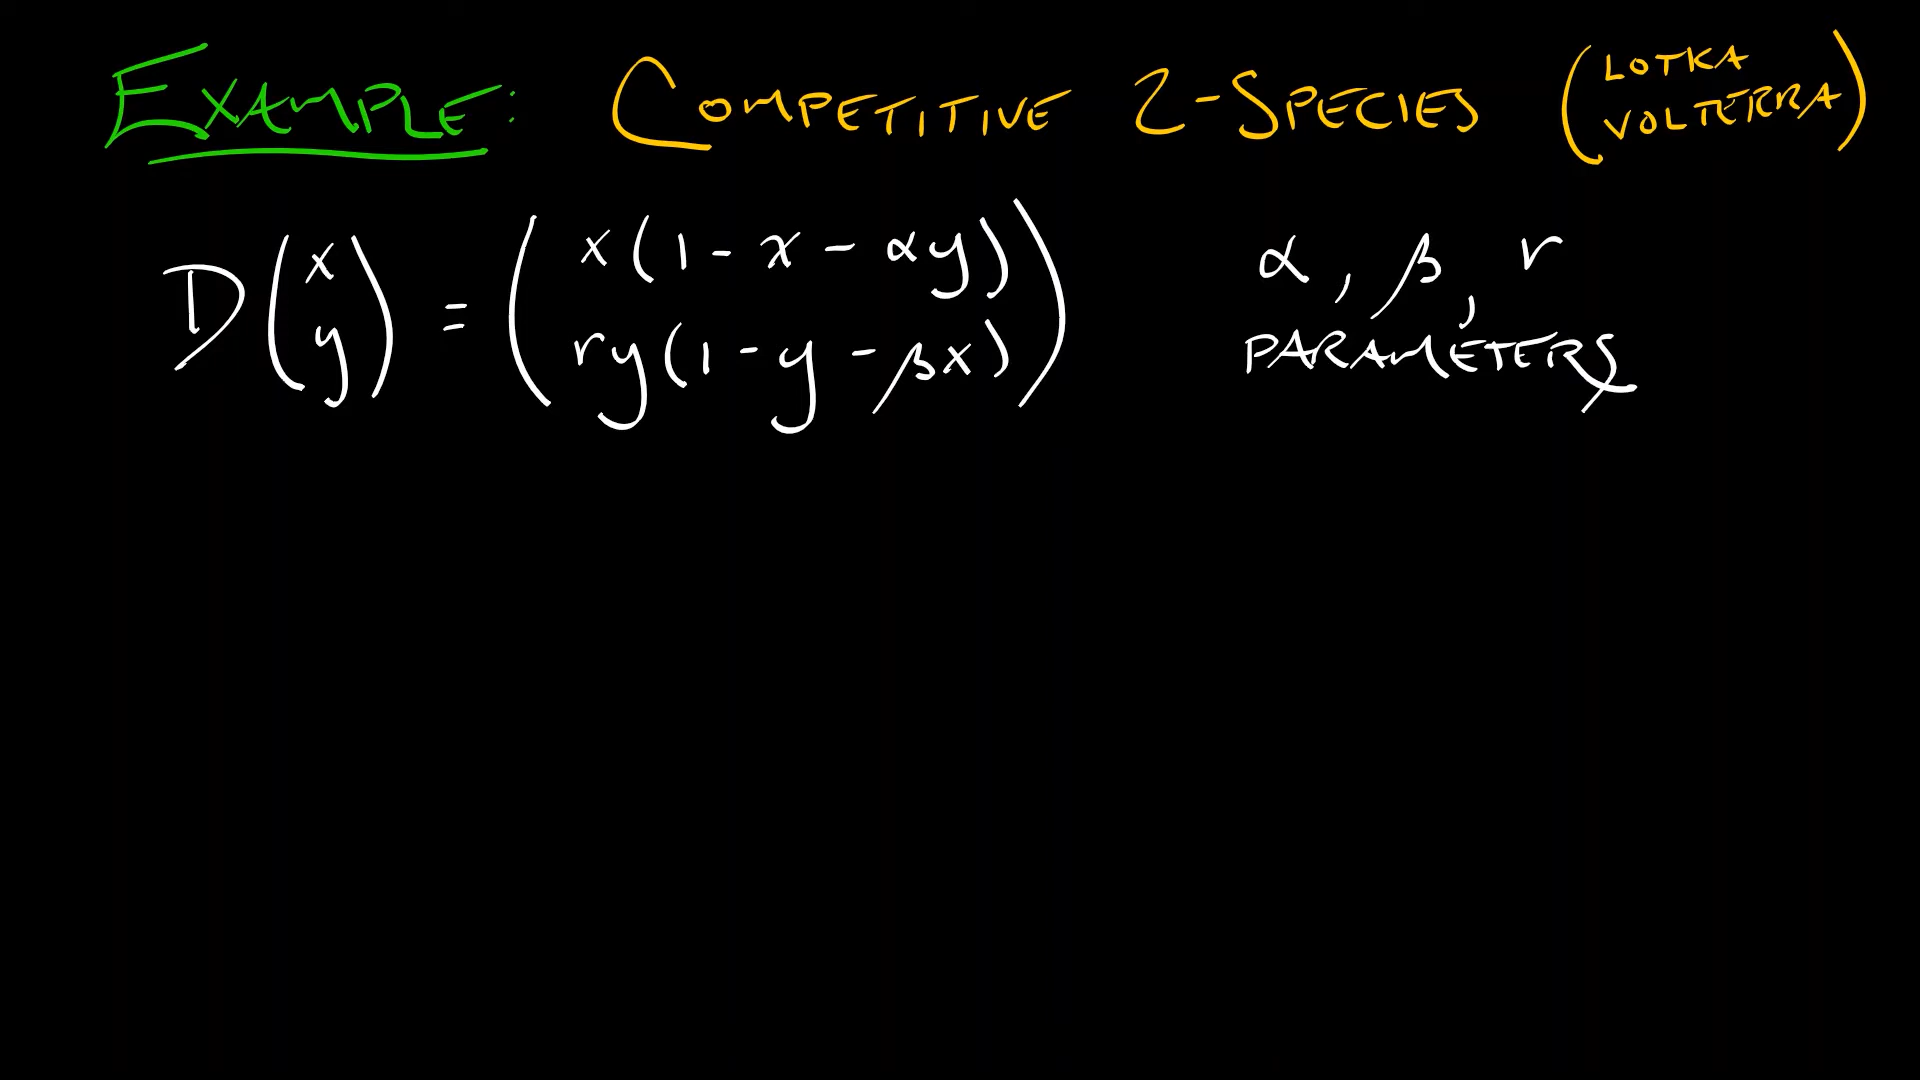 EXAMPLE: COMPETITIVE 2-SPECIES (LOTKA VOLTERRA)
D(x y) = (x(1 - x - αy) ry(1 - y - βx))
α, β, r
PARAMETERS